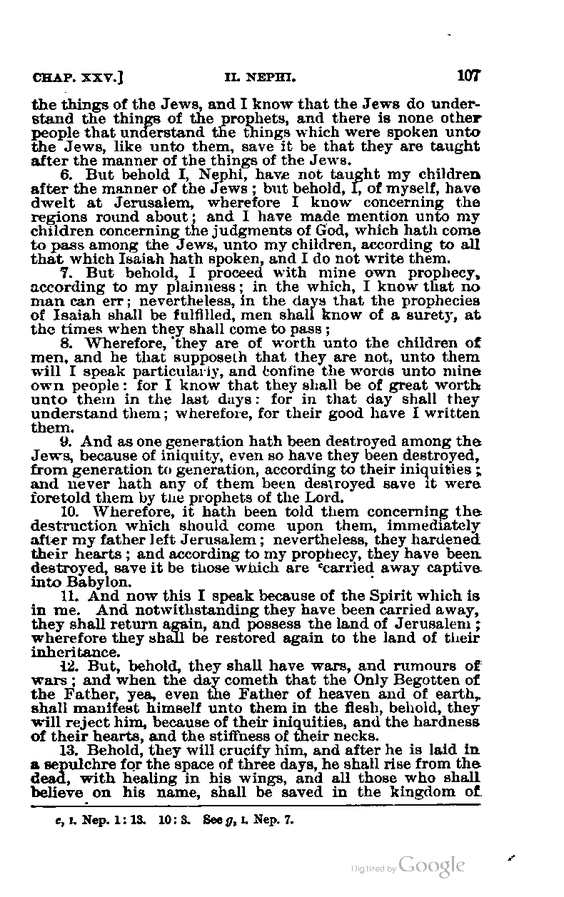 CHAP. XXV.] II. NEPHI. 107
the things of the Jews, and I know that the Jews do under-
stand the things of the prophets, and there is none other
people that understand the things which were spoken unto
the Jews, like unto them, save it be that they are taught
after the manner of the things of the Jews.
6. But behold I, Nephi, have not taught my children
after the manner of the Jews; but behold, I, of myself, have
dwelt at Jerusalem, wherefore I know concerning the
regions round about; and I have made mention unto my
children concerning the judgments of God, which hath come
to pass among the Jews, unto my children, according to all
that which Isaiah hath spoken, and I do not write them.
7. But behold, I proceed with mine own prophecy,
according to my plainness; in the which, I know that no
man can err; nevertheless, in the days that the prophecies
of Isaiah shall be fulfilled, men shall know of a surety, at
the times when they shall come to pass;
8. Wherefore, they are of worth unto the children of
men, and he that supposeth that they are not, unto them
will I speak particularly, and confine the words unto mine
own people: for I know that they shall be of great worth
unto them in the last days: for in that day shall they
understand them; wherefore, for their good have I written
them.
9. And as one generation hath been destroyed among the
Jews, because of iniquity, even so have they been destroyed,
from generation to generation, according to their iniquities;
and never hath any of them been destroyed save it were
foretold them by the prophets of the Lord.
10. Wherefore, it hath been told them concerning the
destruction which should come upon them, immediately
after my father left Jerusalem; nevertheless, they hardened
their hearts; and according to my prophecy, they have been
destroyed, save it be those which are ᵉcarried away captive
into Babylon.
11. And now this I speak because of the Spirit which is
in me. And notwithstanding they have been carried away,
they shall return again, and possess the land of Jerusalem;
wherefore they shall be restored again to the land of their
inheritance.
12. But, behold, they shall have wars, and rumours of
wars; and when the day cometh that the Only Begotten of
the Father, yea, even the Father of heaven and of earth,
shall manifest himself unto them in the flesh, behold, they
will reject him, because of their iniquities, and the hardness
of their hearts, and the stiffness of their necks.
13. Behold, they will crucify him, and after he is laid in
a sepulchre for the space of three days, he shall rise from the
dead, with healing in his wings, and all those who shall
believe on his name, shall be saved in the kingdom of
e, I. Nep. 1:13. 10:3. See g, I. Nep. 7.
Digitized by Google